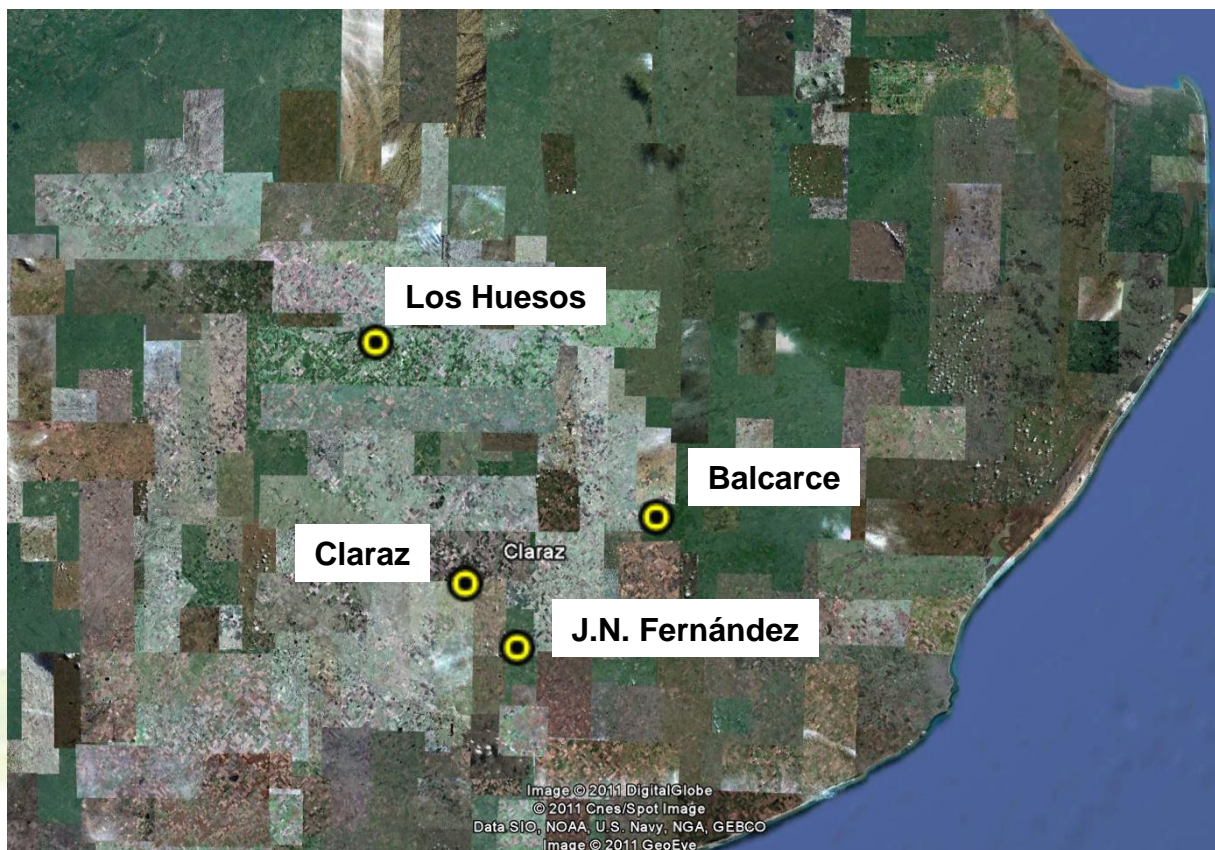 Los Huesos
Balcarce
Claraz
Claraz
J.N. Fernández
Image © 2011 DigitalGlobe
© 2011 Cnes/Spot Image
Data SIO, NOAA, U.S. Navy, NGA, GEBCO
Image © 2011 GeoEye